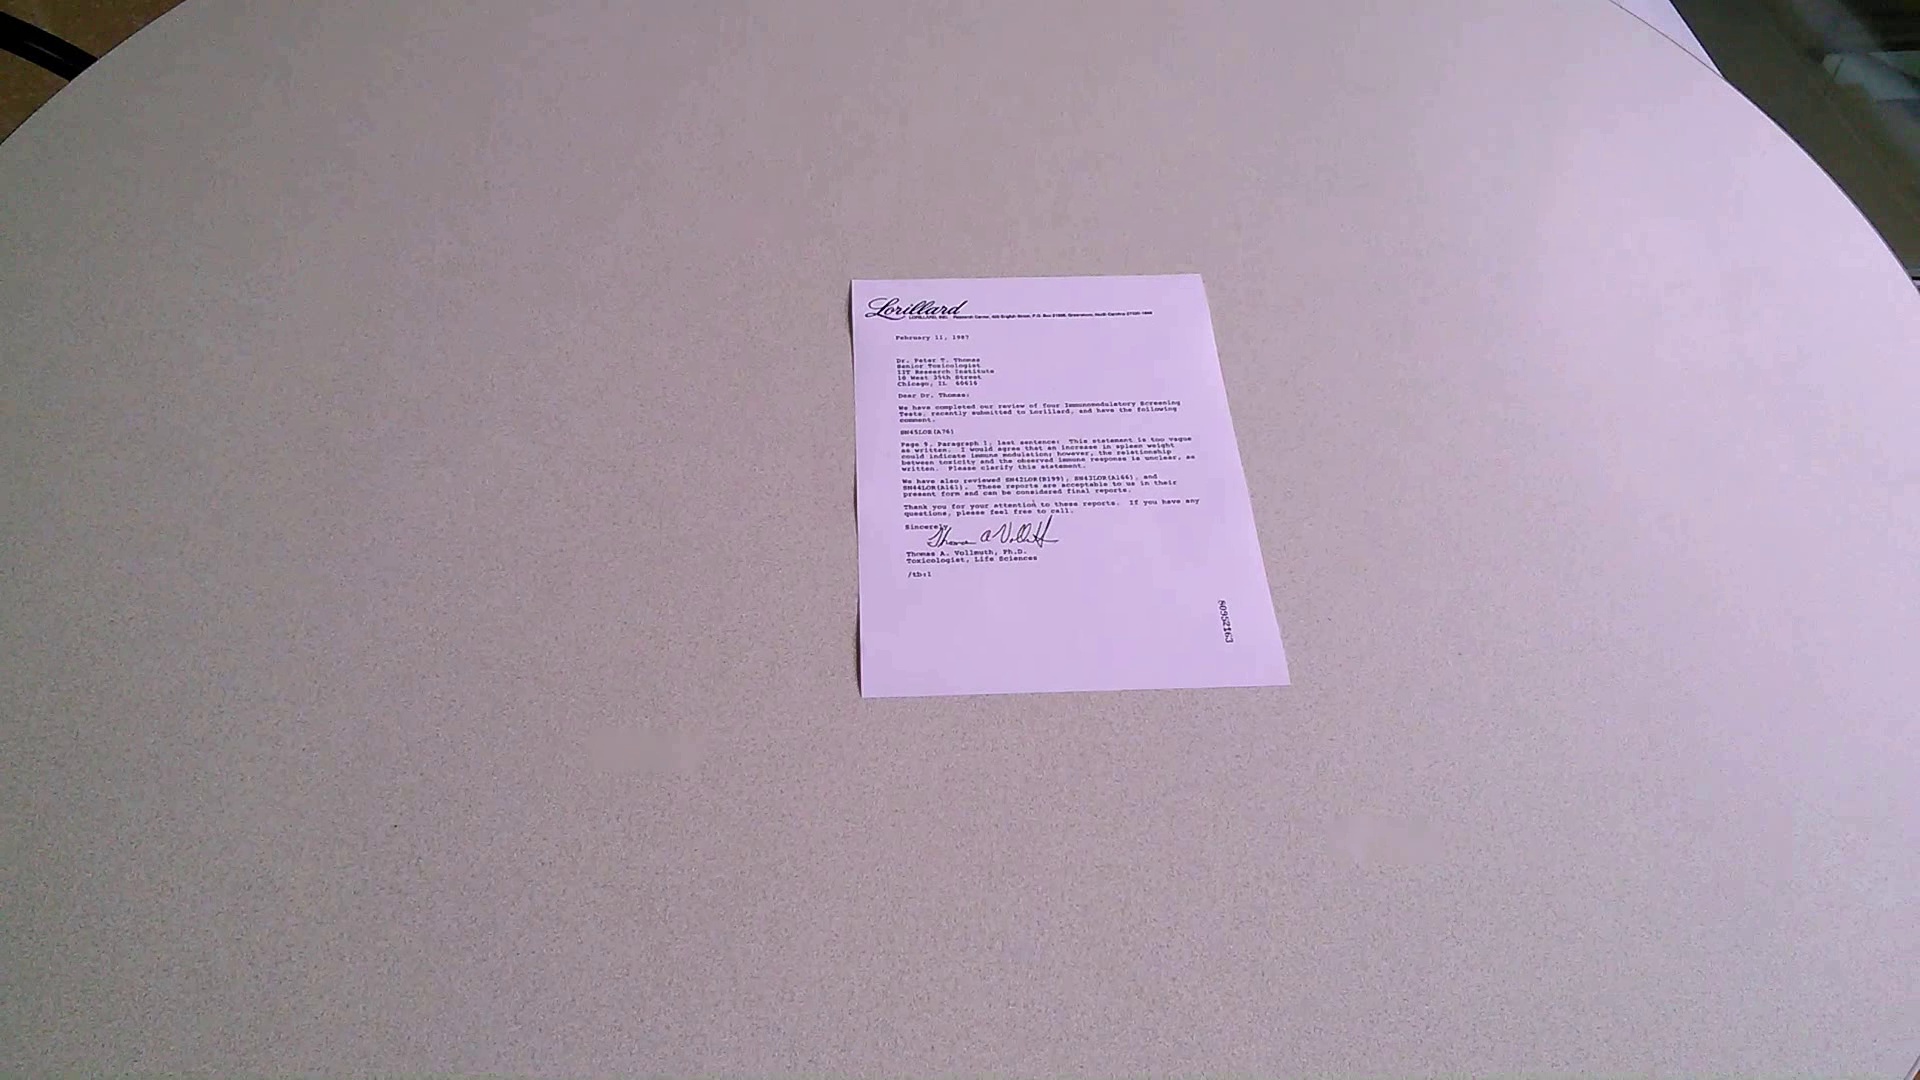 Lorillard
LORILLARD, INC. Research Center, 420 English Street, P.O. Box 21688, Greensboro, North Carolina 27420-1688
February 11, 1987
Dr. Peter T. Thomas
Senior Toxicologist
IIT Research Institute
10 West 35th Street
Chicago, IL 60616
Dear Dr. Thomas:
We have completed our review of four Immunomodulatory Screening
Tests, recently submitted to Lorillard, and have the following
comment.
SN45LOR(A76)
Page 9, Paragraph 1, last sentence: This statement is too vague
as written. I would agree that an increase in spleen weight
could indicate immune modulation; however, the relationship
between toxicity and the observed immune response is unclear, as
written. Please clarify this statement.
We have also reviewed SN42LOR(B199), SN43LOR(A166), and
SN44LOR(A161). These reports are acceptable to us in their
present form and can be considered final reports.
Thank you for your attention to these reports. If you have any
questions, please feel free to call.
Sincerely,
Thomas A Vollmuth
Thomas A. Vollmuth, Ph.D.
Toxicologist, Life Sciences
/tb:1
80952163